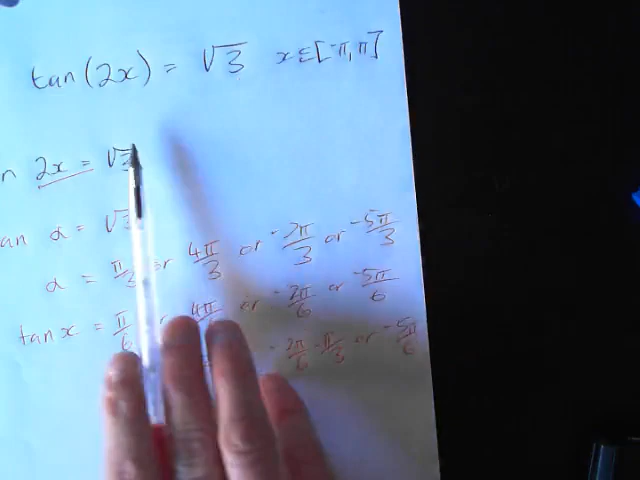 tan(2x) = √3 x∈[-π,π]
2x = √3
α = √3
α = π/3 or 4π/3 or -2π/3 or -5π/3
tan x = π/6 4π/6 or -2π/6 or -5π/6
-2π/6 -π/3 or -5π/6